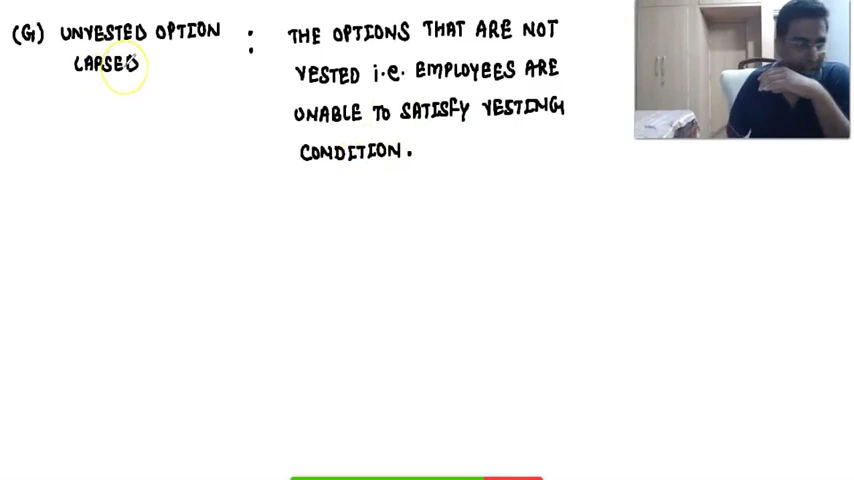 (G) UNVESTED OPTION : THE OPTIONS THAT ARE NOT
LAPSED VESTED i.e. EMPLOYEES ARE
UNABLE TO SATISFY VESTING
CONDITION.